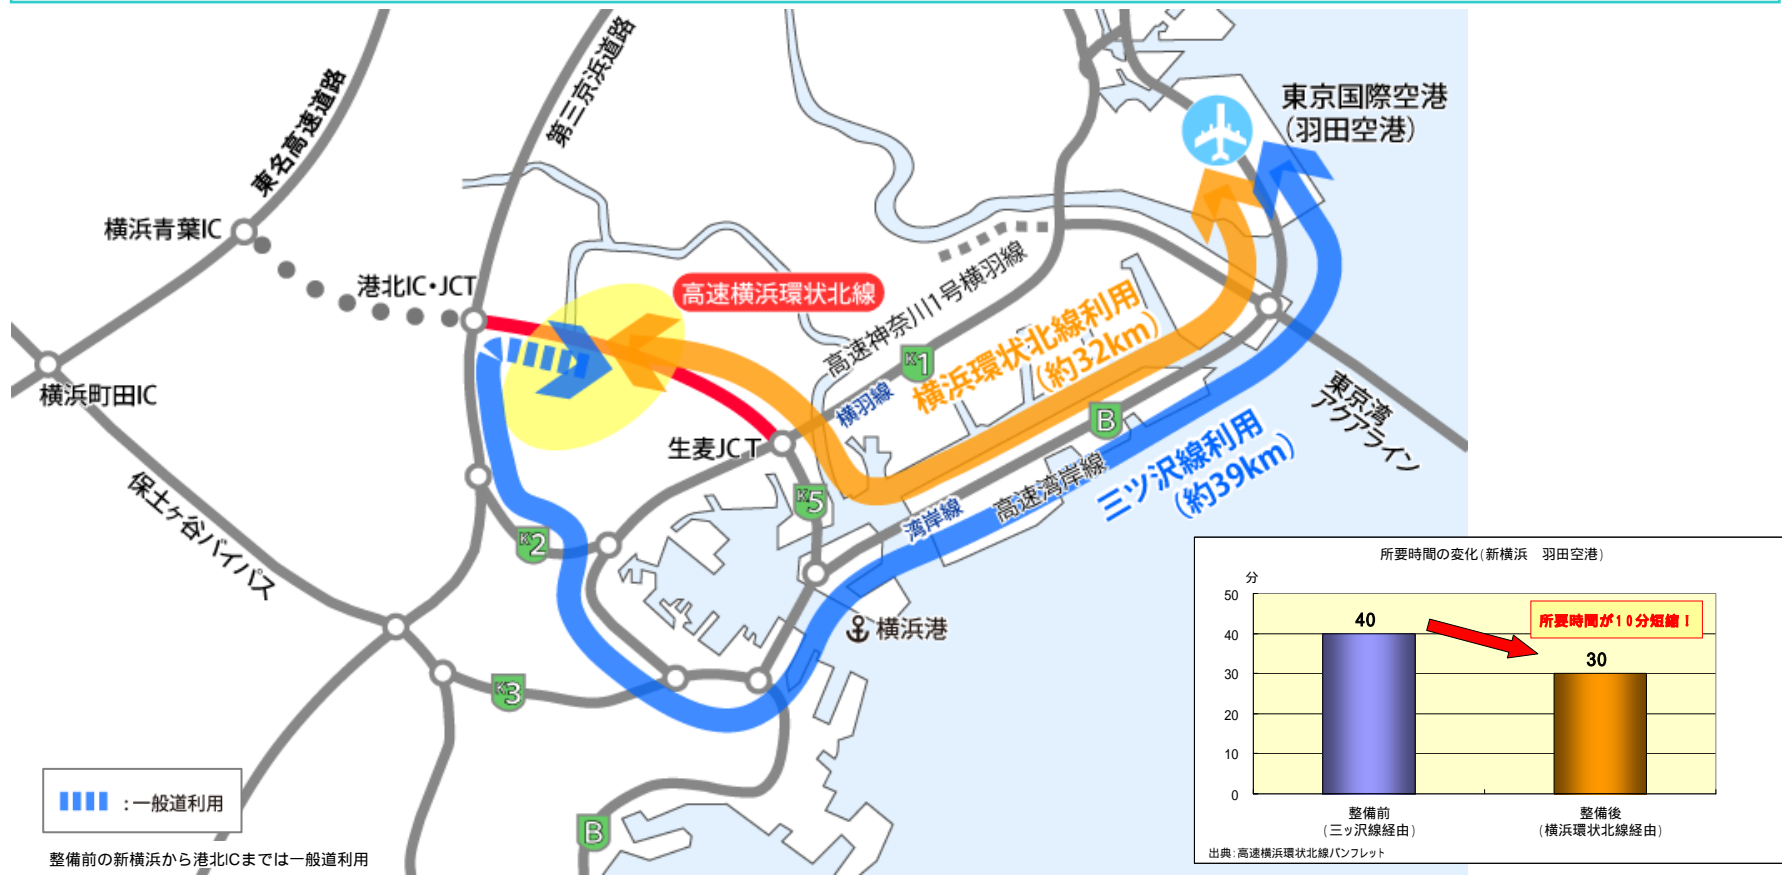 東名高速道路
第三京浜道路
東京国際空港
(羽田空港)
横浜青葉IC
港北IC・JCT
高速横浜環状北線
高速神奈川1号横羽線
横浜環状北線利用
(約32km)
K1
横羽線
横浜町田IC
生麦JCT
B
東京湾
アクアライン
三ツ沢線利用
(約39km)
高速湾岸線
湾岸線
K5
K2
保土ヶ谷バイパス
横浜港
K3
B
:一般道利用
整備前の新横浜から港北ICまでは一般道利用
所要時間の変化(新横浜　羽田空港)
分
50
40
30
20
10
0
40
所要時間が10分短縮!
30
整備前
(三ッ沢線経由)
整備後
(横浜環状北線経由)
出典:高速横浜環状北線パンフレット